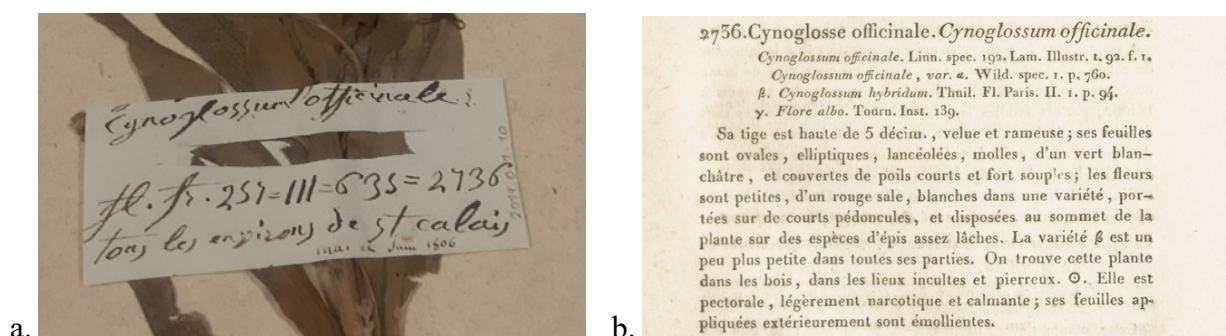 Cynoglossum officinale.
fl. fr. 257=III=635=2736
tous les environs de st calais
mai et Juin 1806
a.
2736. Cynoglosse officinale. Cynoglossum officinale.
Cynoglossum officinale. Linn. spec. 192. Lam. Illustr. t. 92. f. 1.
Cynoglossum officinale, var. α. Wild. spec. 1. p. 760.
β. Cynoglossum hybridum. Thuil. Fl. Paris. II. 1. p. 94.
γ. Flore albo. Tourn. Inst. 139.
Sa tige est haute de 5 décim., velue et rameuse; ses feuilles
sont ovales, elliptiques, lancéolées, molles, d'un vert blan-
châtre, et couvertes de poils courts et fort souples; les fleurs
sont petites, d'un rouge sale, blanches dans une variété, por-
tées sur de courts pédoncules, et disposées au sommet de la
plante sur des espèces d'épis assez lâches. La variété β est un
peu plus petite dans toutes ses parties. On trouve cette plante
dans les bois, dans les lieux incultes et pierreux. ☉. Elle est
pectorale, légèrement narcotique et calmante; ses feuilles ap-
pliquées extérieurement sont émollientes.
b.